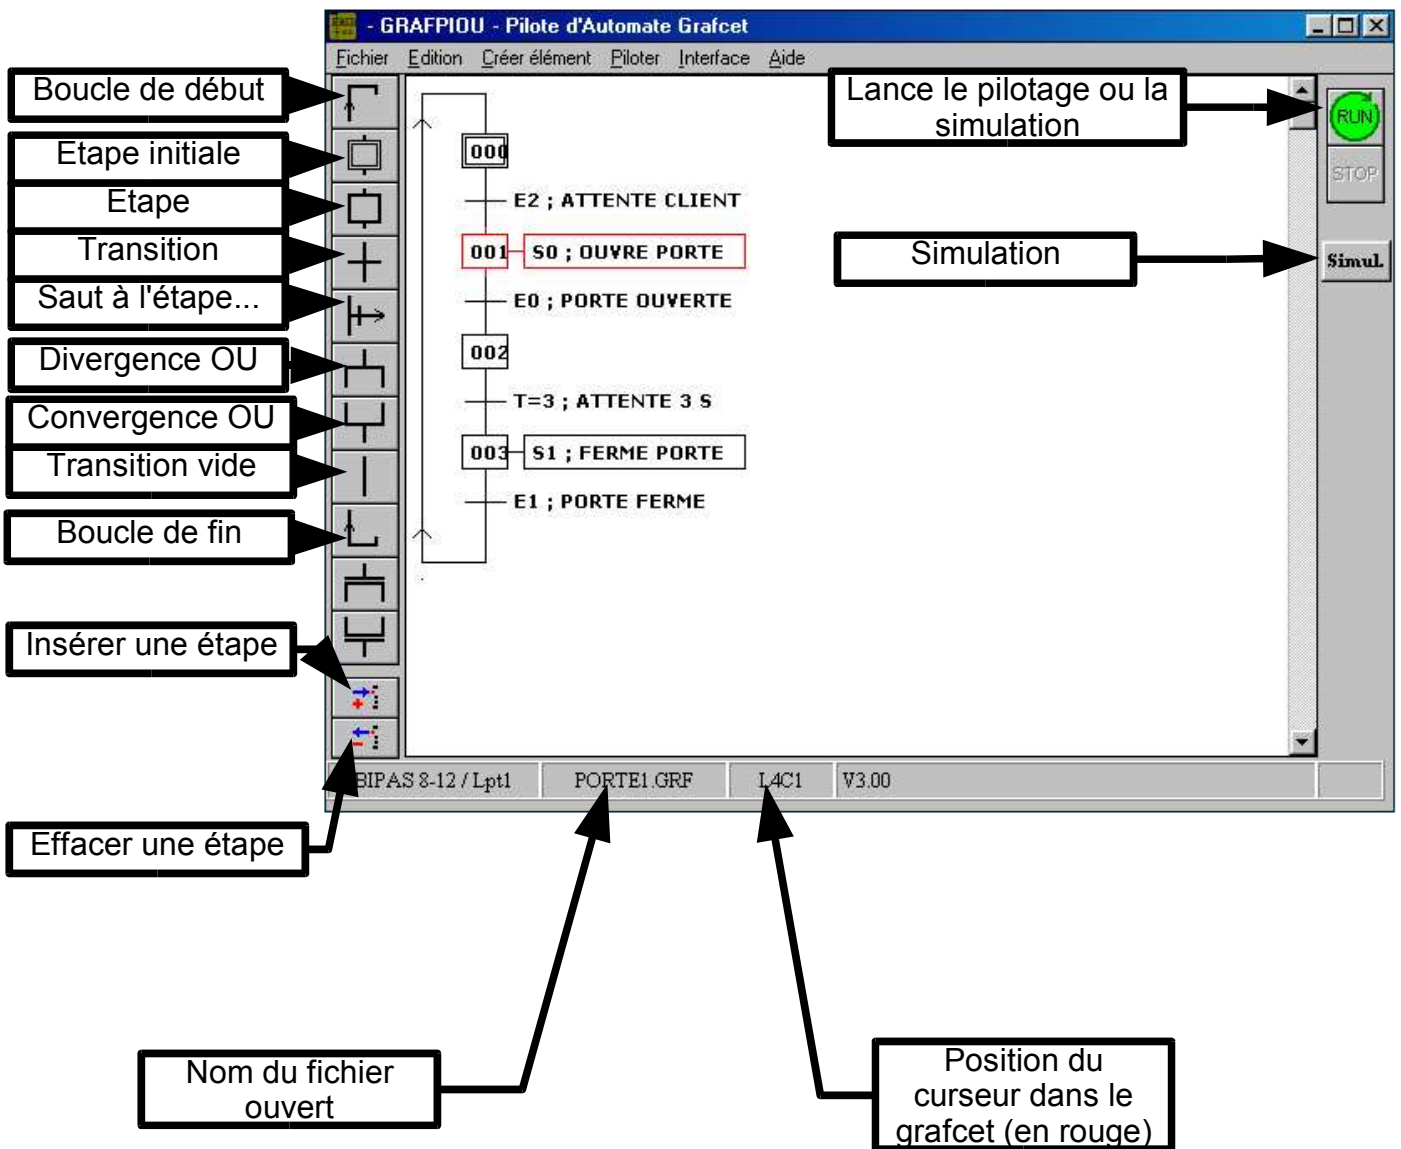 - GRAFPIOU - Pilote d'Automate Grafcet
Fichier Edition Créer élément Piloter Interface Aide
Boucle de début
Etape initiale
Etape
Transition
Saut à l'étape...
Divergence OU
Convergence OU
Transition vide
Boucle de fin
Insérer une étape
Effacer une étape
000
E2 ; ATTENTE CLIENT
001 S0 ; OUVRE PORTE
E0 ; PORTE OUVERTE
002
T=3 ; ATTENTE 3 S
003 S1 ; FERME PORTE
E1 ; PORTE FERME
Lance le pilotage ou la
simulation
RUN
STOP
Simulation
Simul.
BIPAS 8-12 / Lpt1 PORTE1.GRF L4C1 V3.00
Nom du fichier
ouvert
Position du
curseur dans le
grafcet (en rouge)